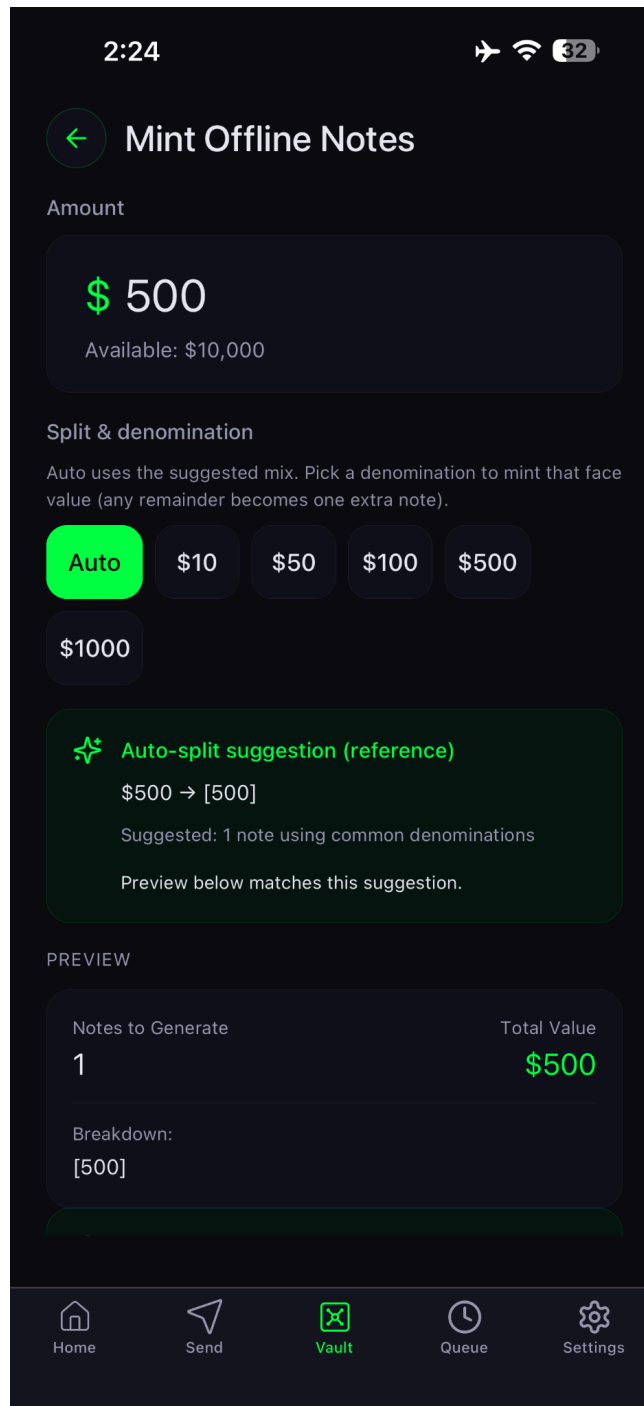 2:24
32
Mint Offline Notes
Amount
$ 500
Available: $10,000
Split & denomination
Auto uses the suggested mix. Pick a denomination to mint that face
value (any remainder becomes one extra note).
Auto $10 $50 $100 $500
$1000
Auto-split suggestion (reference)
$500 → [500]
Suggested: 1 note using common denominations
Preview below matches this suggestion.
PREVIEW
Notes to Generate Total Value
1 $500
Breakdown:
[500]
Home Send Vault Queue Settings